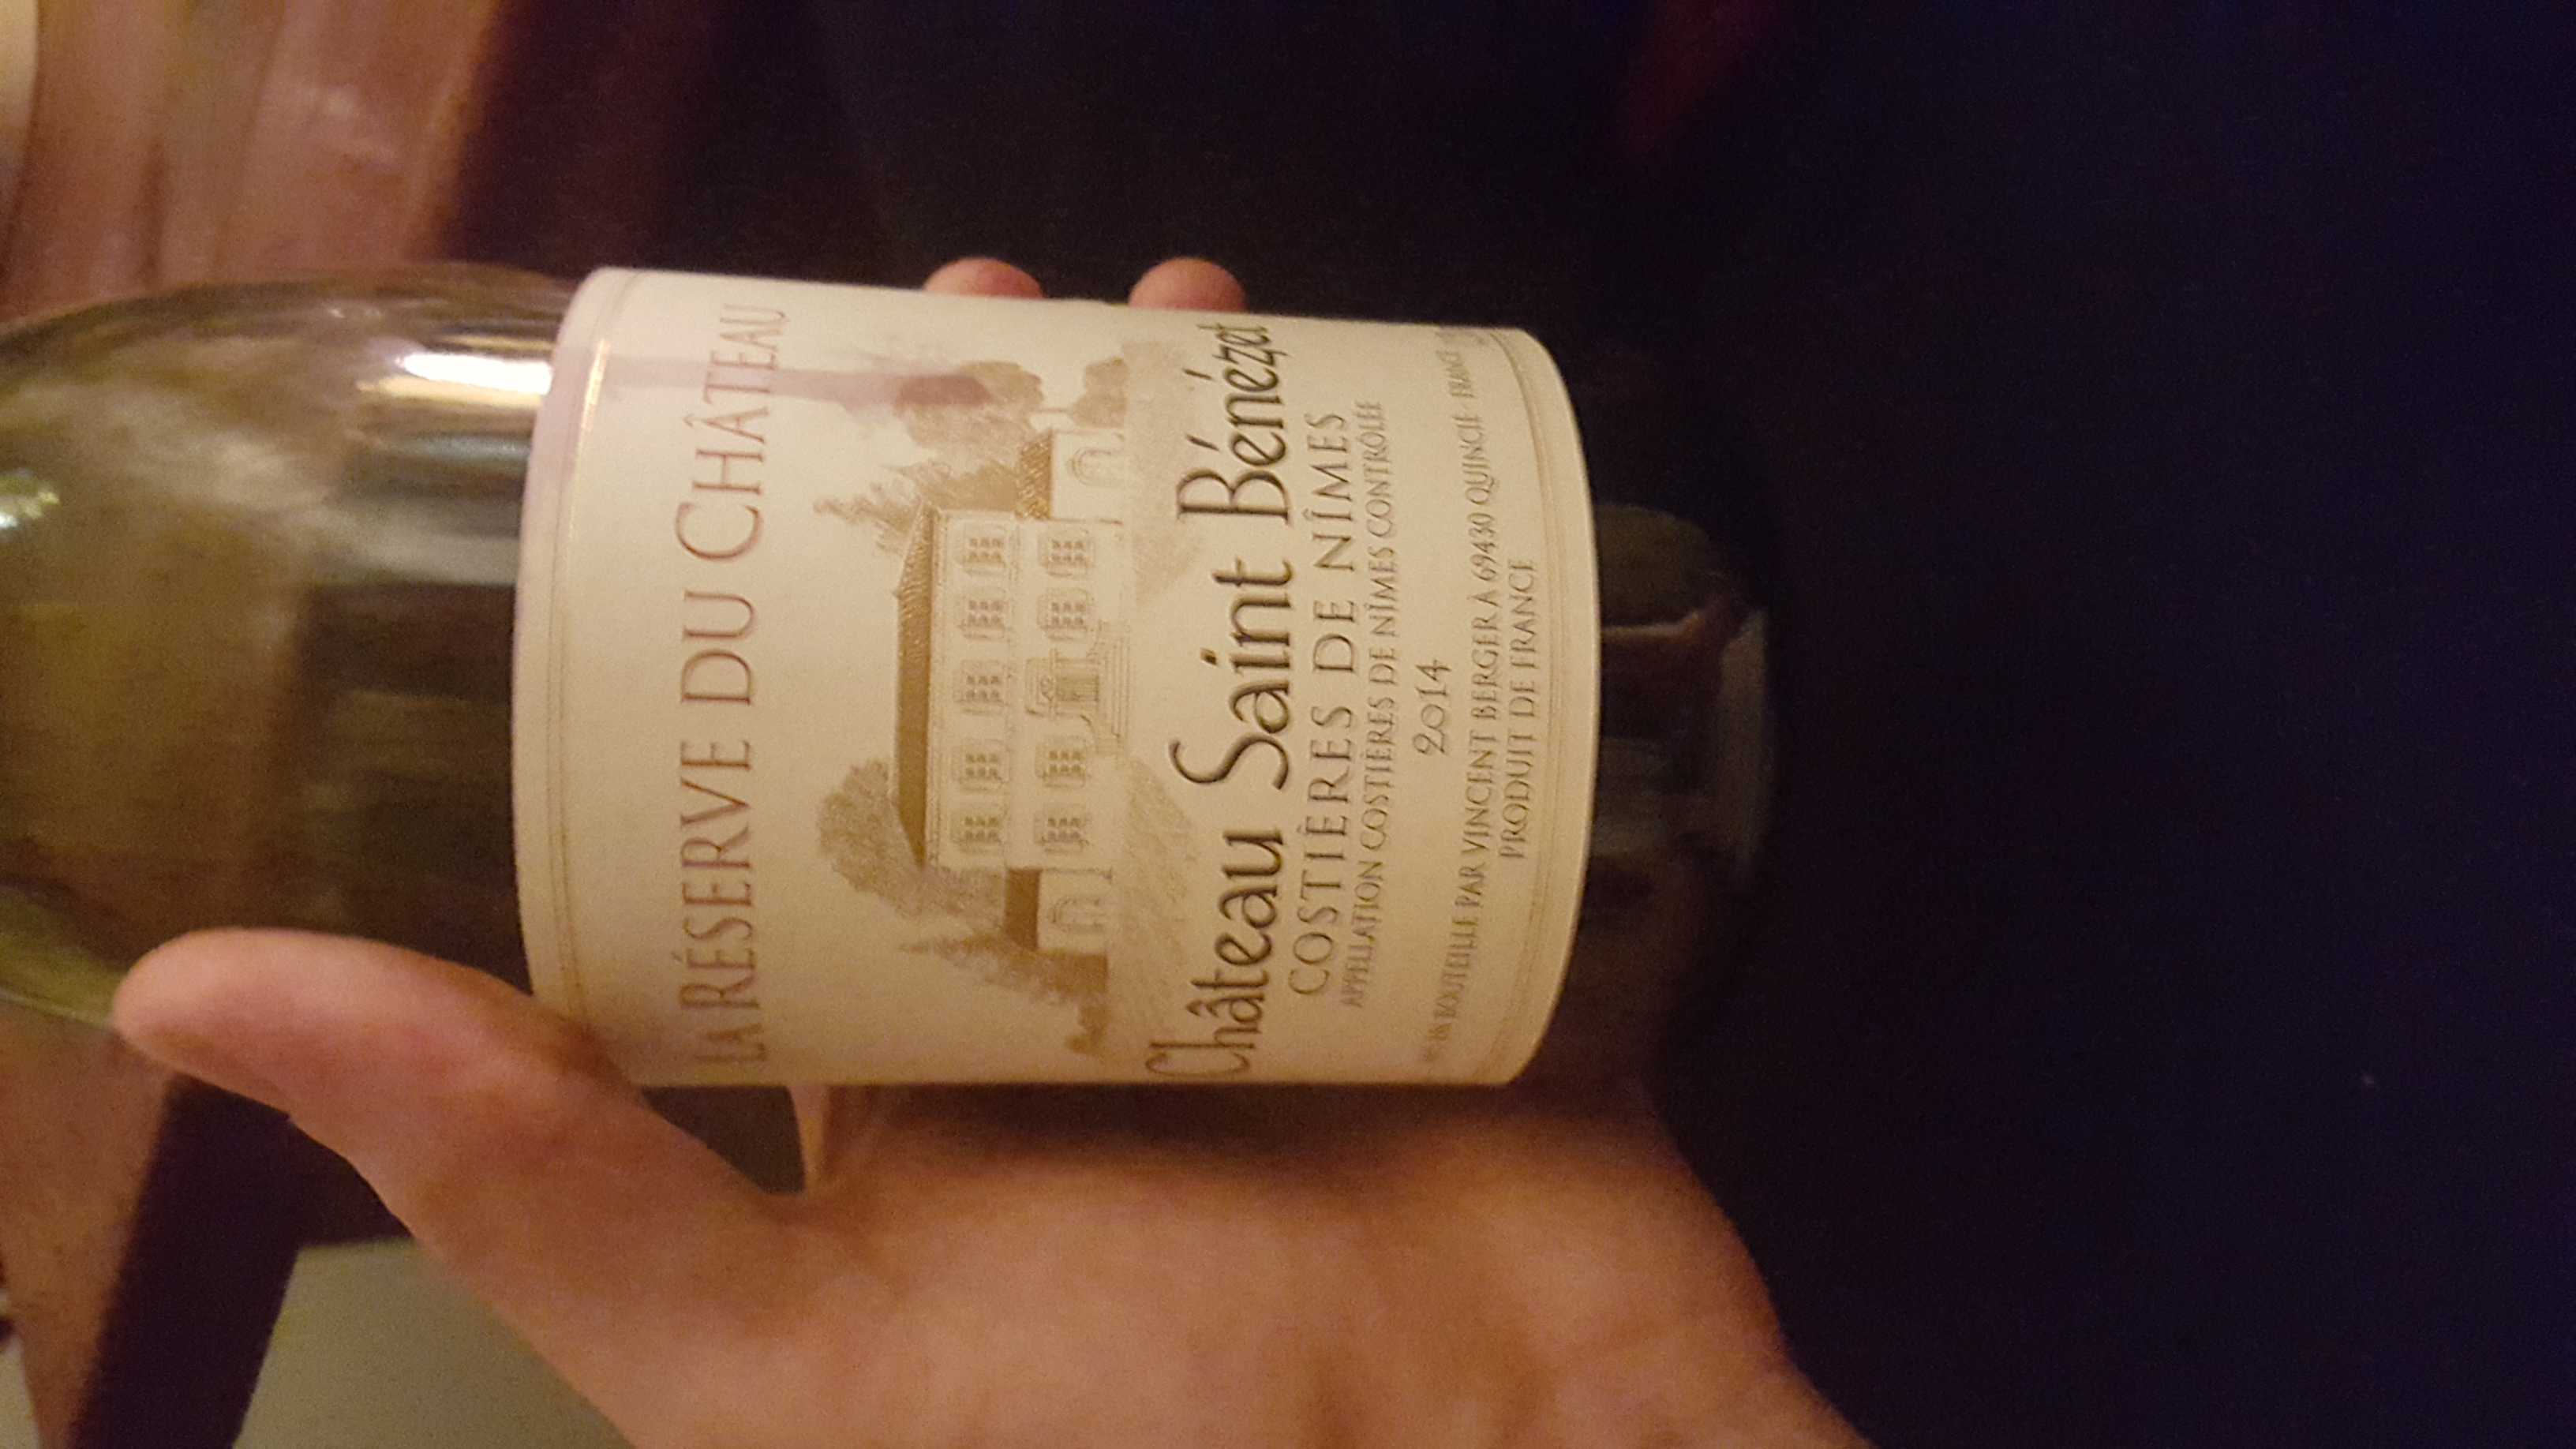 LA RÉSERVE DU CHÂTEAU
Château Saint Bénézet
COSTIÈRES DE NÎMES
APPELLATION COSTIÈRES DE NÎMES CONTRÔLÉE
2014
EN BOUTEILLE PAR VINCENT BERGER À 69430 QUINCIÉ - FRANCE
PRODUIT DE FRANCE